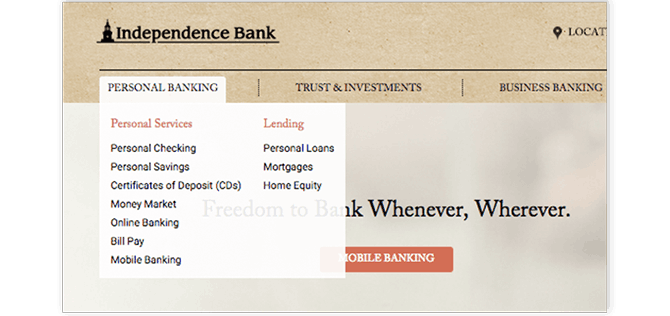 Independence Bank
LOCAT
PERSONAL BANKING
TRUST & INVESTMENTS
BUSINESS BANKING
Personal Services
Personal Checking
Personal Savings
Certificates of Deposit (CDs)
Money Market
Online Banking
Bill Pay
Mobile Banking
Lending
Personal Loans
Mortgages
Home Equity
Freedom to Bank Whenever, Wherever.
MOBILE BANKING